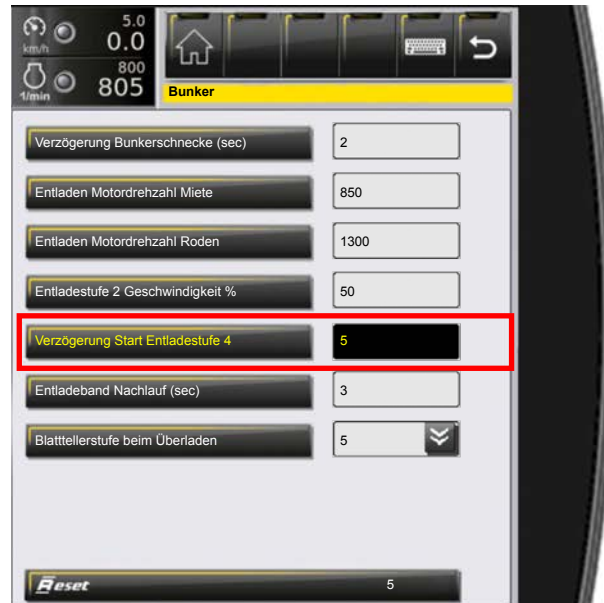 5.0
km/h 0.0
800
1/min 805
Bunker
Verzögerung Bunkerschnecke (sec) 2
Entladen Motordrehzahl Miete 850
Entladen Motordrehzahl Roden 1300
Entladestufe 2 Geschwindigkeit % 50
Verzögerung Start Entladestufe 4 5
Entladeband Nachlauf (sec) 3
Blatttellerstufe beim Überladen 5
Reset 5